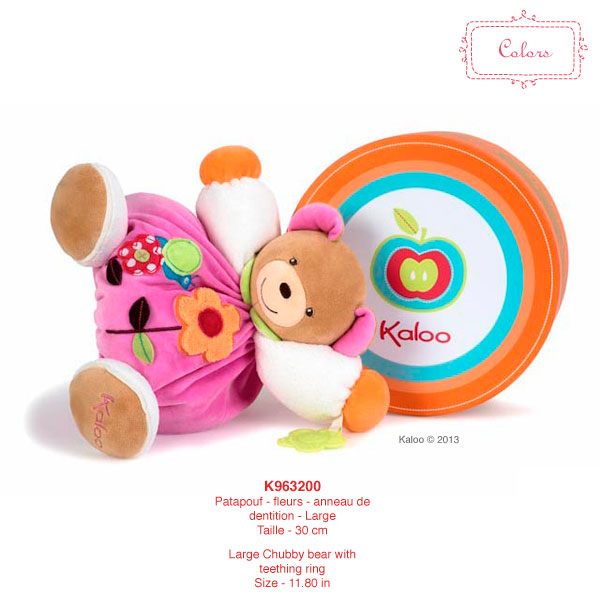 Colors
Kaloo
Kaloo
Kaloo © 2013
K963200
Patapouf - fleurs - anneau de
dentition - Large
Taille - 30 cm
Large Chubby bear with
teething ring
Size - 11.80 in